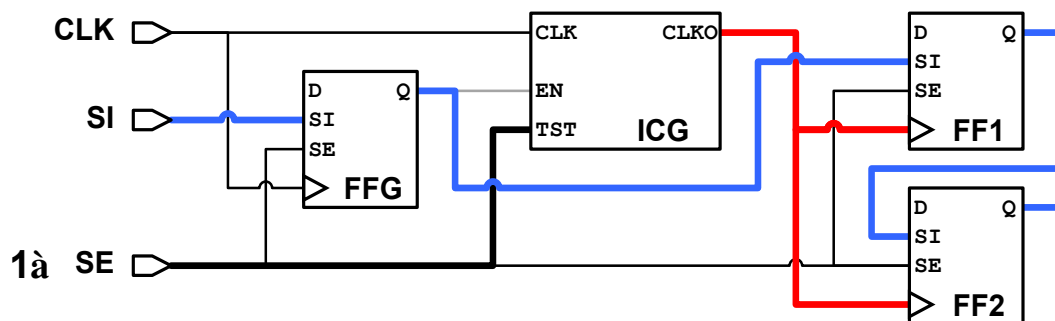 CLK
CLK CLKO
D Q
D Q
SI
SI
SI
EN
SE
SE
TST
ICG
FF1
FFG
D Q
SI
1à SE
SE
FF2